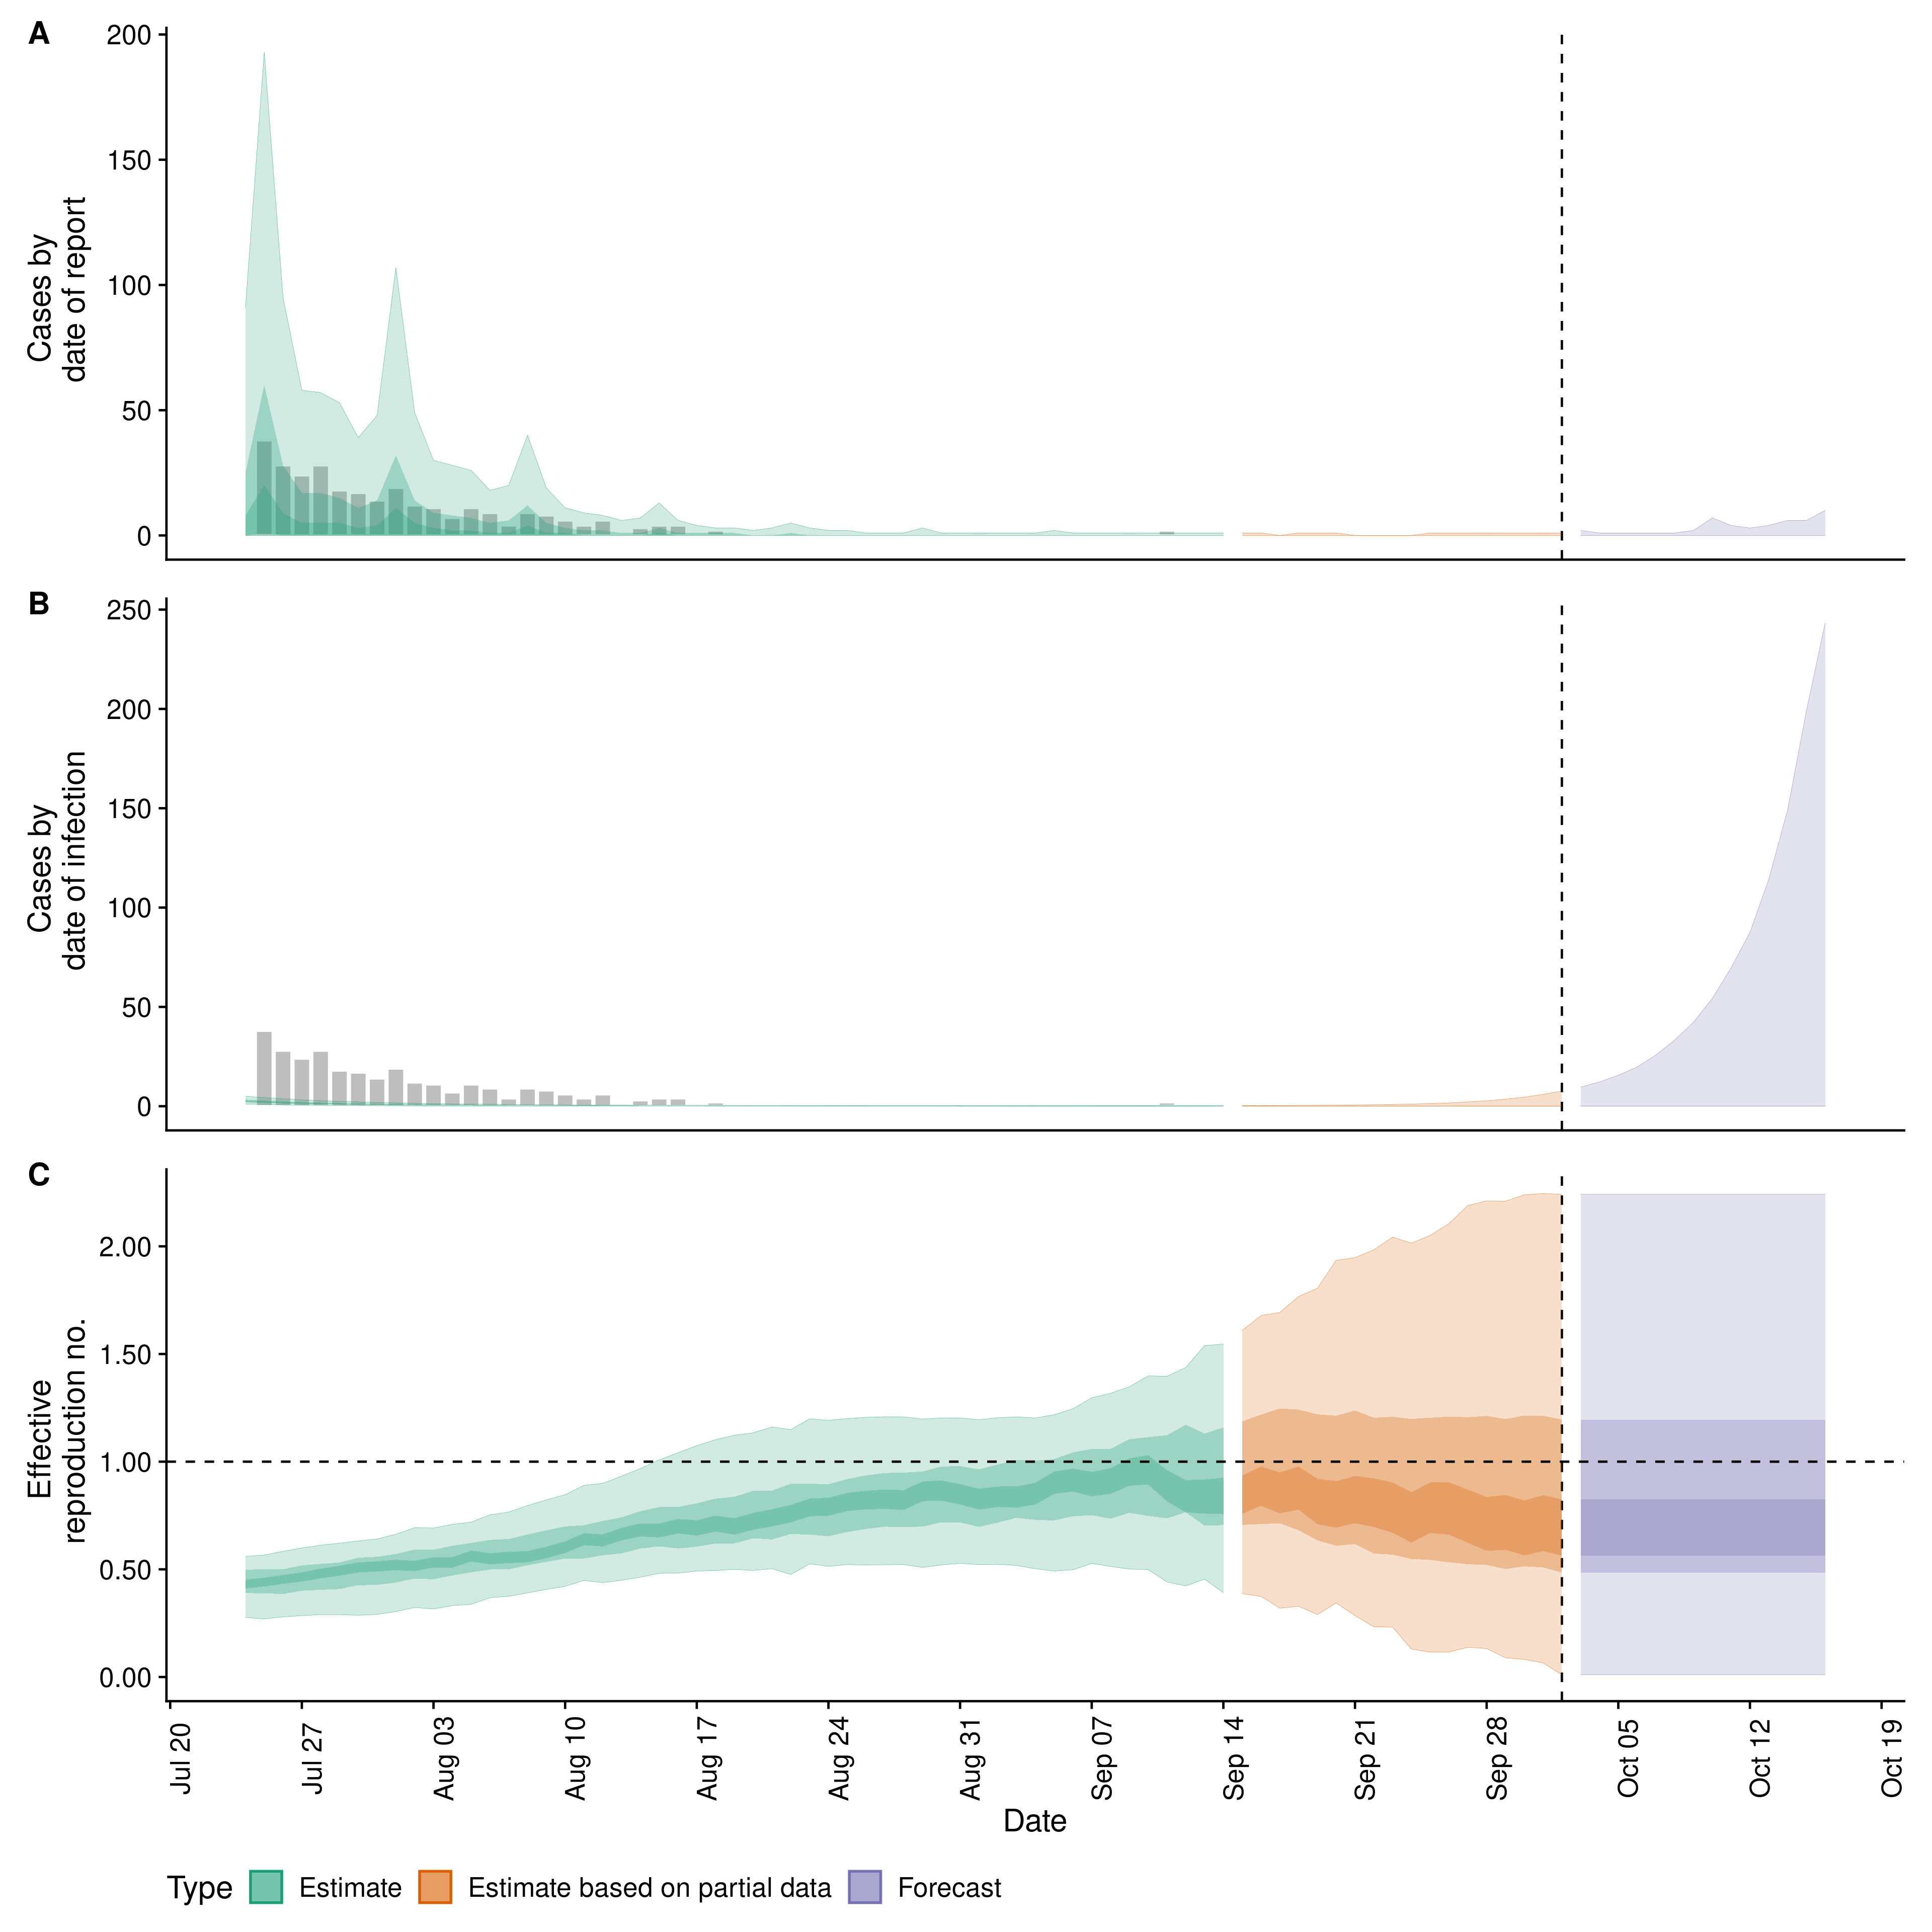 A
200
150
100
50
0
Cases by
date of report
B
250
200
150
100
50
0
Cases by
date of infection
C
2.00
1.50
1.00
0.50
0.00
Effective
reproduction no.
Jul 20
Jul 27
Aug 03
Aug 10
Aug 17
Aug 24
Aug 31
Sep 07
Sep 14
Sep 21
Sep 28
Oct 05
Oct 12
Oct 19
Date
Type Estimate Estimate based on partial data Forecast